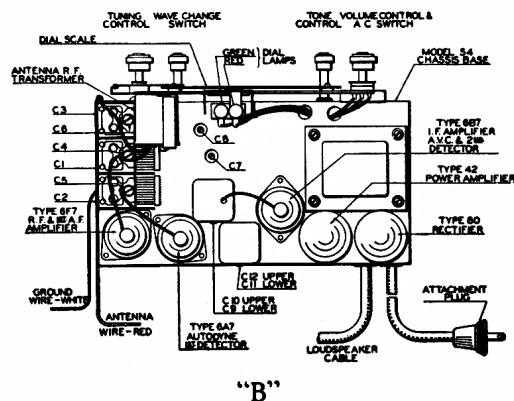 TUNING CONTROL
WAVE CHANGE SWITCH
TONE CONTROL
VOLUME CONTROL & A C SWITCH
DIAL SCALE
GREEN
RED
DIAL LAMPS
MODEL 54
CHASSIS BASE
ANTENNA R.F.
TRANSFORMER
C3
C6
C4
C1
C5
C2
C8
C7
TYPE 6B7
I.F. AMPLIFIER
A.V.C. & 2ND
DETECTOR
TYPE 42
POWER AMPLIFIER
TYPE 6F7
R.F. & 1ST A.F.
AMPLIFIER
TYPE 80
RECTIFIER
GROUND
WIRE-WHITE
ANTENNA
WIRE-RED
C12 UPPER
C11 LOWER
C10 UPPER
C9 LOWER
TYPE 6A7
AUTODYNE
1ST DETECTOR
LOUDSPEAKER
CABLE
ATTACHMENT
PLUG
"B"